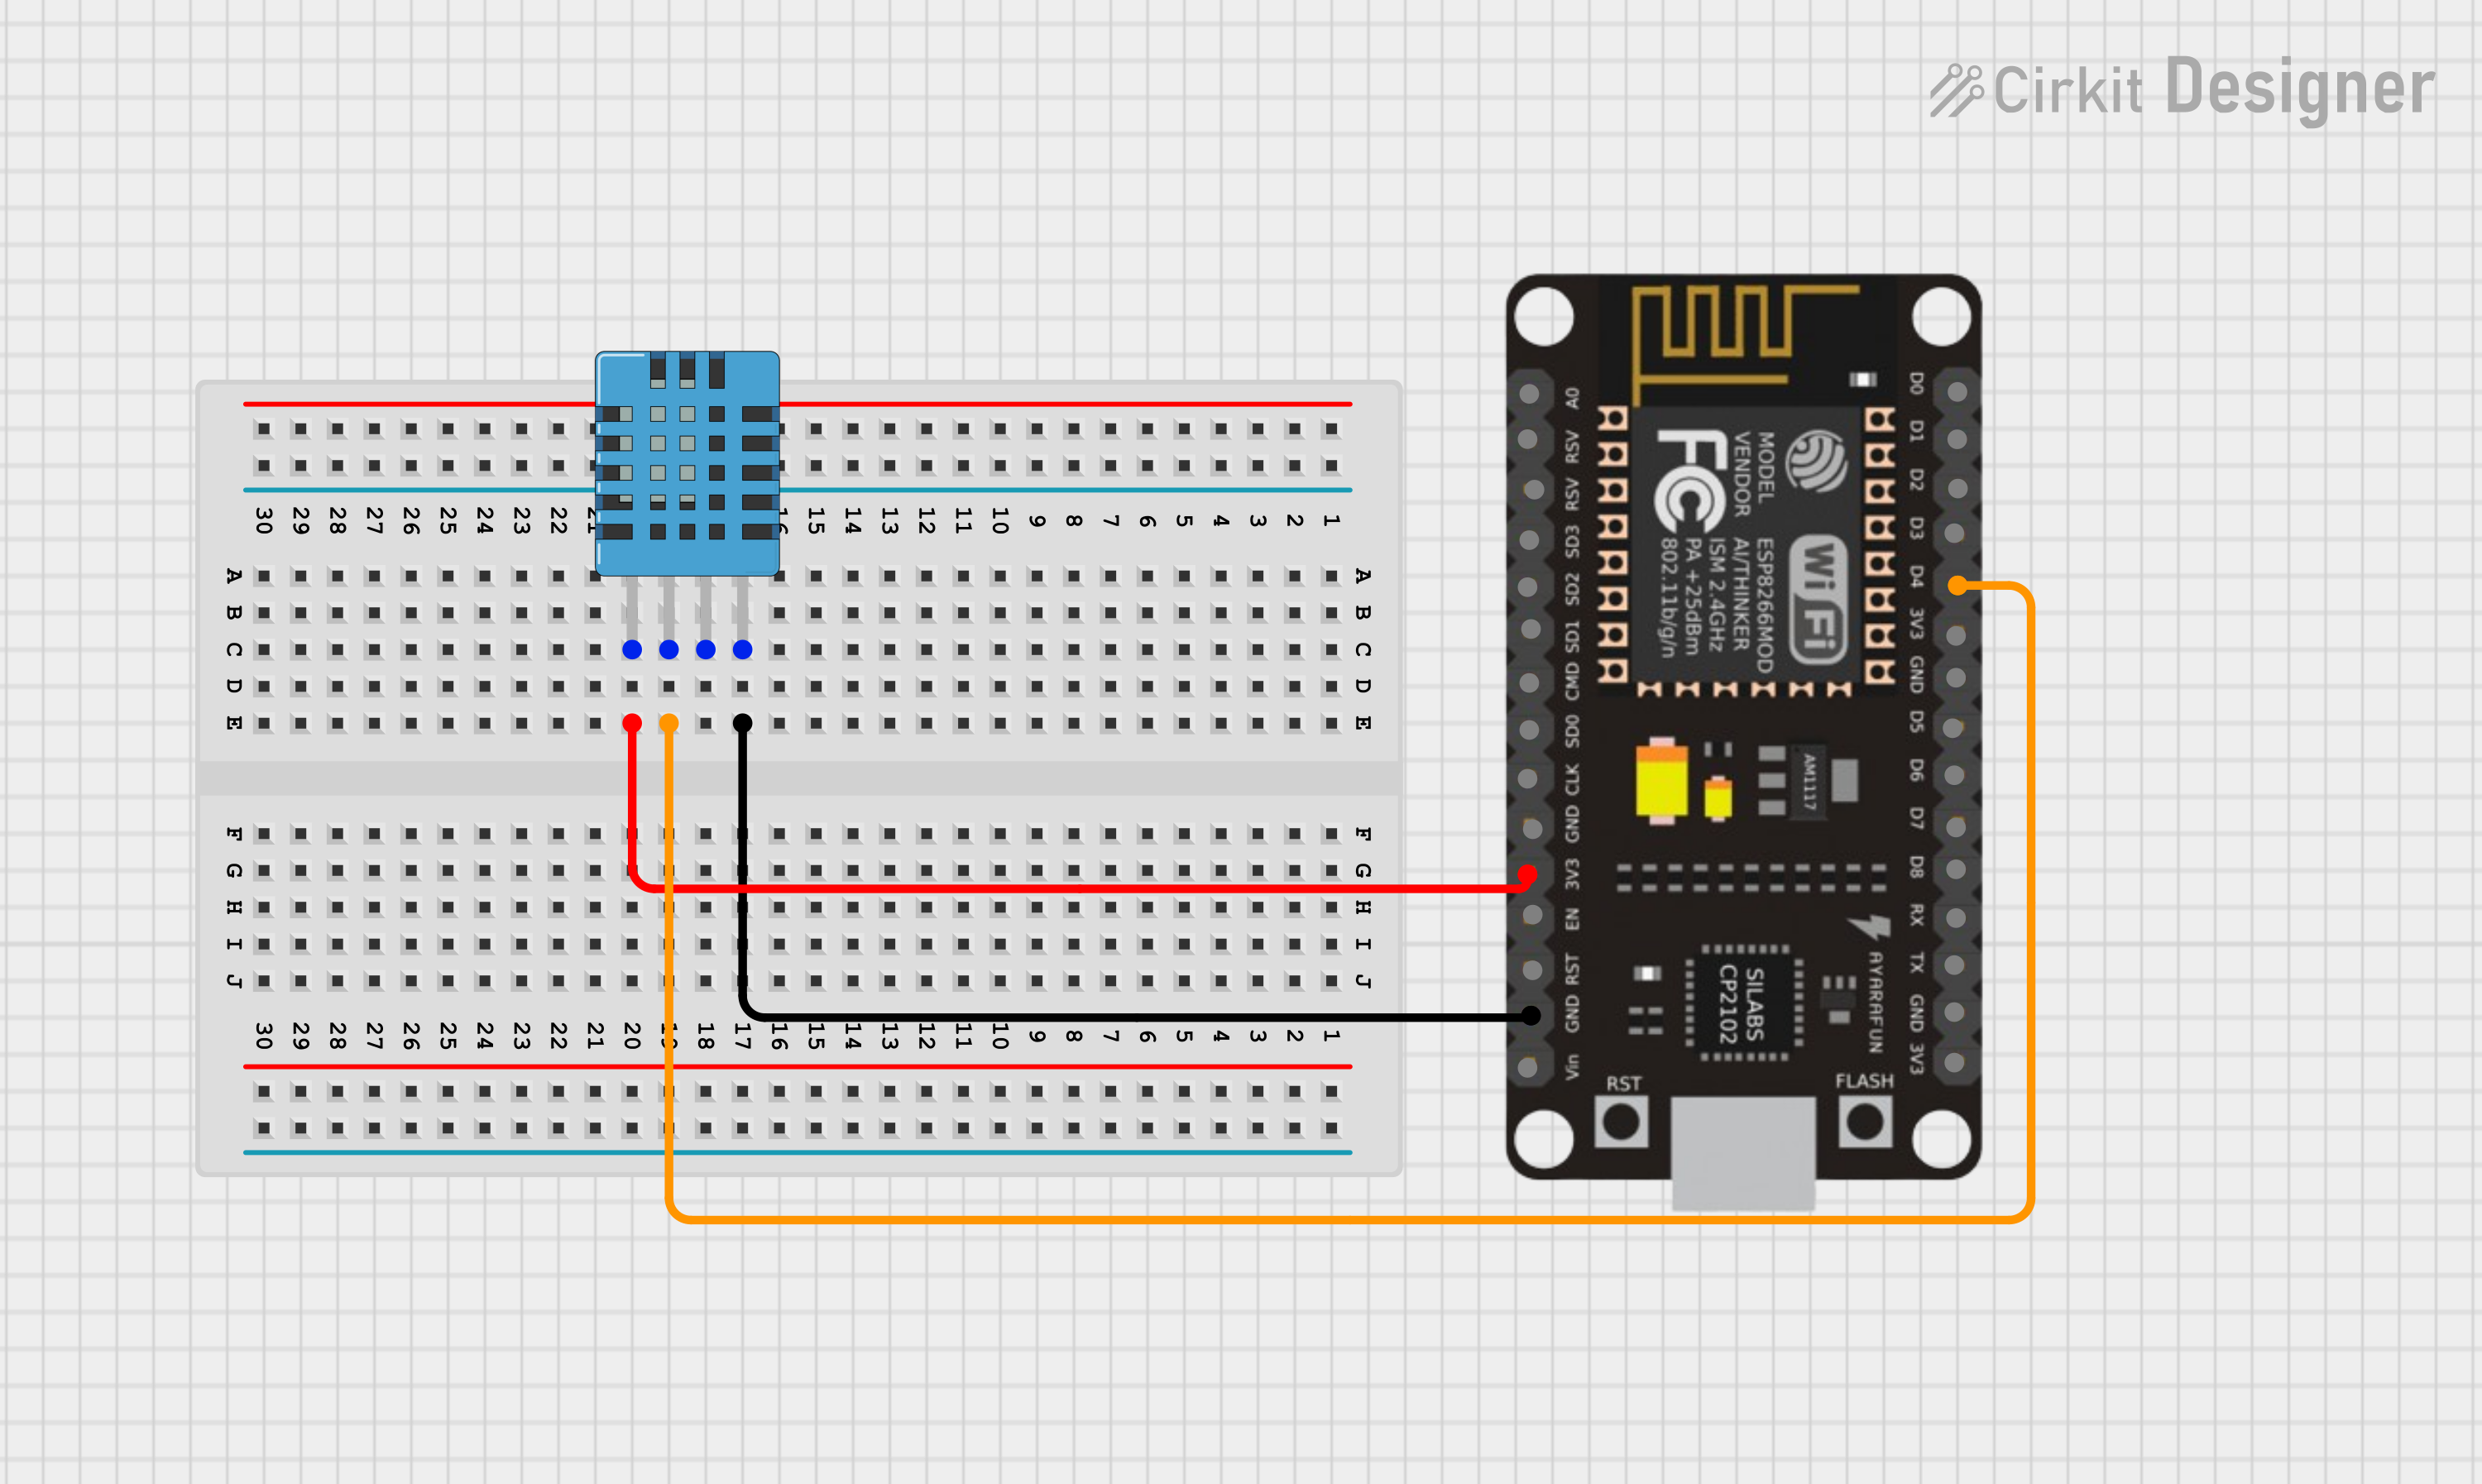 Cirkit Designer
30 29 28 27 26 25 24 23 22 21 16 15 14 13 12 11 10 9 8 7 6 5 4 3 2 1
A A
B B
C C
D D
E E
F F
G G
H H
I I
J J
30 29 28 27 26 25 24 23 22 21 20 19 18 17 16 15 14 13 12 11 10 9 8 7 6 5 4 3 2 1
A0
RSV
RSV
SD3
SD2
SD1
CMD
SD0
CLK
GND
3V3
EN
RST
GND
Vin
D0
D1
D2
D3
D4
3V3
GND
D5
D6
D7
D8
RX
TX
GND
3V3
MODEL
VENDOR
FC
ESP8266MOD
AI/THINKER
ISM 2.4GHz
PA +25dBm
802.11b/g/n
Wi Fi
AM1117
SILABS
CP2102
AYARAFUN
RST
FLASH